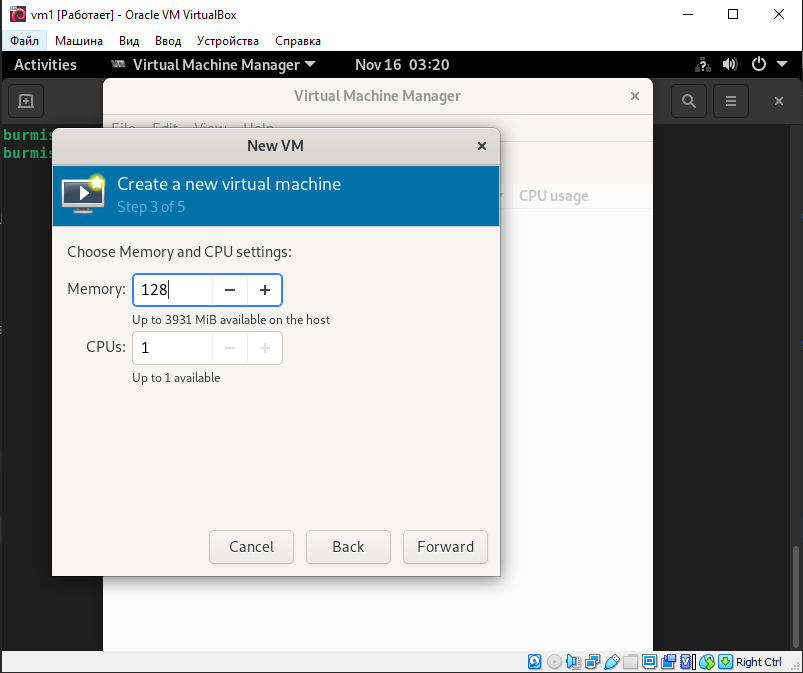 vm1 [Работает] - Oracle VM VirtualBox
Файл Машина Вид Ввод Устройства Справка
Activities Virtual Machine Manager Nov 16 03:20
Virtual Machine Manager
File Edit View Help
CPU usage
New VM
Create a new virtual machine
Step 3 of 5
Choose Memory and CPU settings:
Memory: 128
Up to 3931 MiB available on the host
CPUs: 1
Up to 1 available
Cancel Back Forward
Right Ctrl